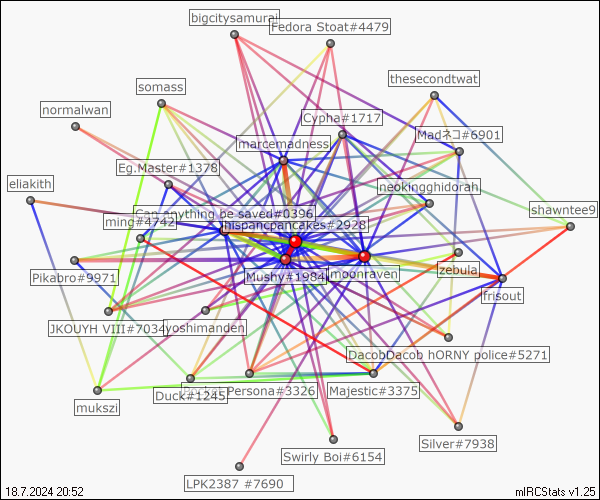 bigcitysamurai
Fedora Stoat#4479
thesecondtwat
somass
normalwan
Cypha#1717
Madネコ#6901
marcemadness
Eg.Master#1378
eliakith
neokingghidorah
shawntee9
Can anything be saved#0396
ming#4742
hispancpancakes#2928
Pikabro#9971
Mushy#1984
moonraven
zebula
frisout
JKOUYH VIII#7034
yoshimanden
DacobDacob hORNY police#5271
mukszi
Duck#1245
Persona#3326
Majestic#3375
Silver#7938
Swirly Boi#6154
LPK2387 #7690
18.7.2024 20:52
mIRCStats v1.25